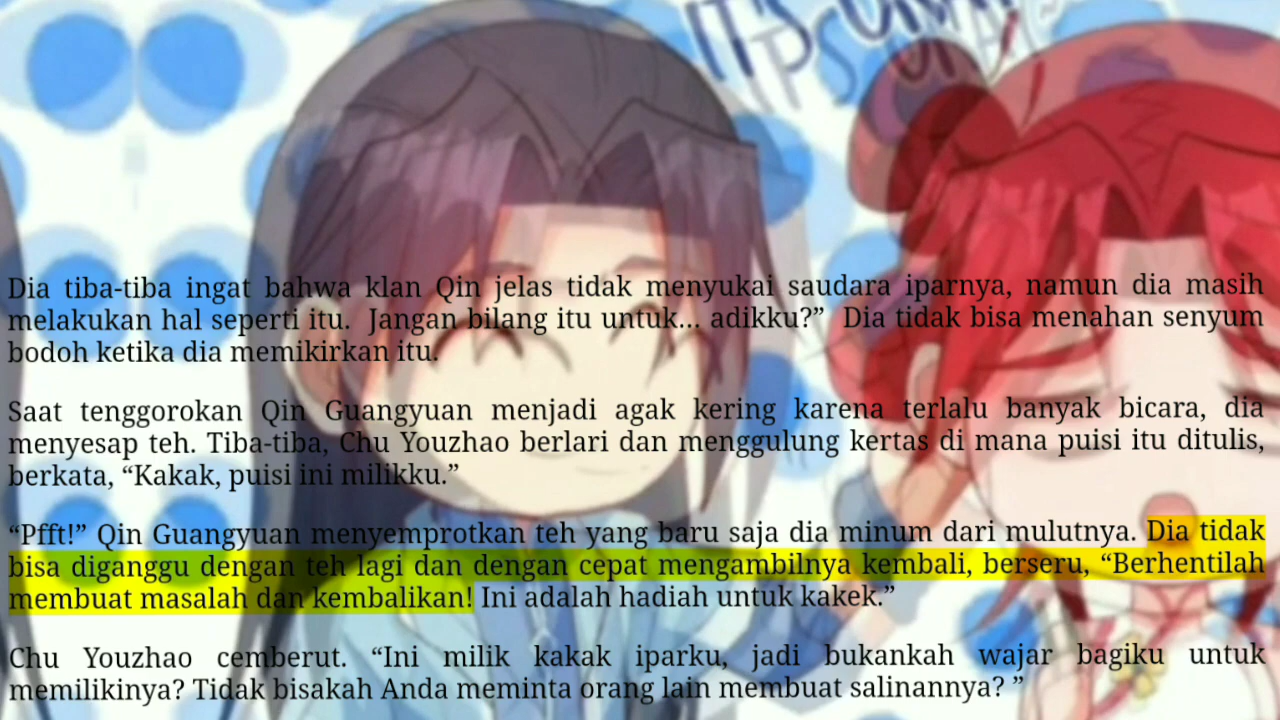 IT'S
Dia tiba-tiba ingat bahwa klan Qin jelas tidak menyukai saudara iparnya, namun dia masih
melakukan hal seperti itu. Jangan bilang itu untuk... adikku?” Dia tidak bisa menahan senyum
bodoh ketika dia memikirkan itu.
Saat tenggorokan Qin Guangyuan menjadi agak kering karena terlalu banyak bicara, dia
menyesap teh. Tiba-tiba, Chu Youzhao berlari dan menggulung kertas di mana puisi itu ditulis,
berkata, “Kakak, puisi ini milikku.”
“Pfft!” Qin Guangyuan menyemprotkan teh yang baru saja dia minum dari mulutnya. Dia tidak
bisa diganggu dengan teh lagi dan dengan cepat mengambilnya kembali, berseru, “Berhentilah
membuat masalah dan kembalikan! Ini adalah hadiah untuk kakek.”
Chu Youzhao cemberut. “Ini milik kakak iparku, jadi bukankah wajar bagiku untuk
memilikinya? Tidak bisakah Anda meminta orang lain membuat salinannya? ”